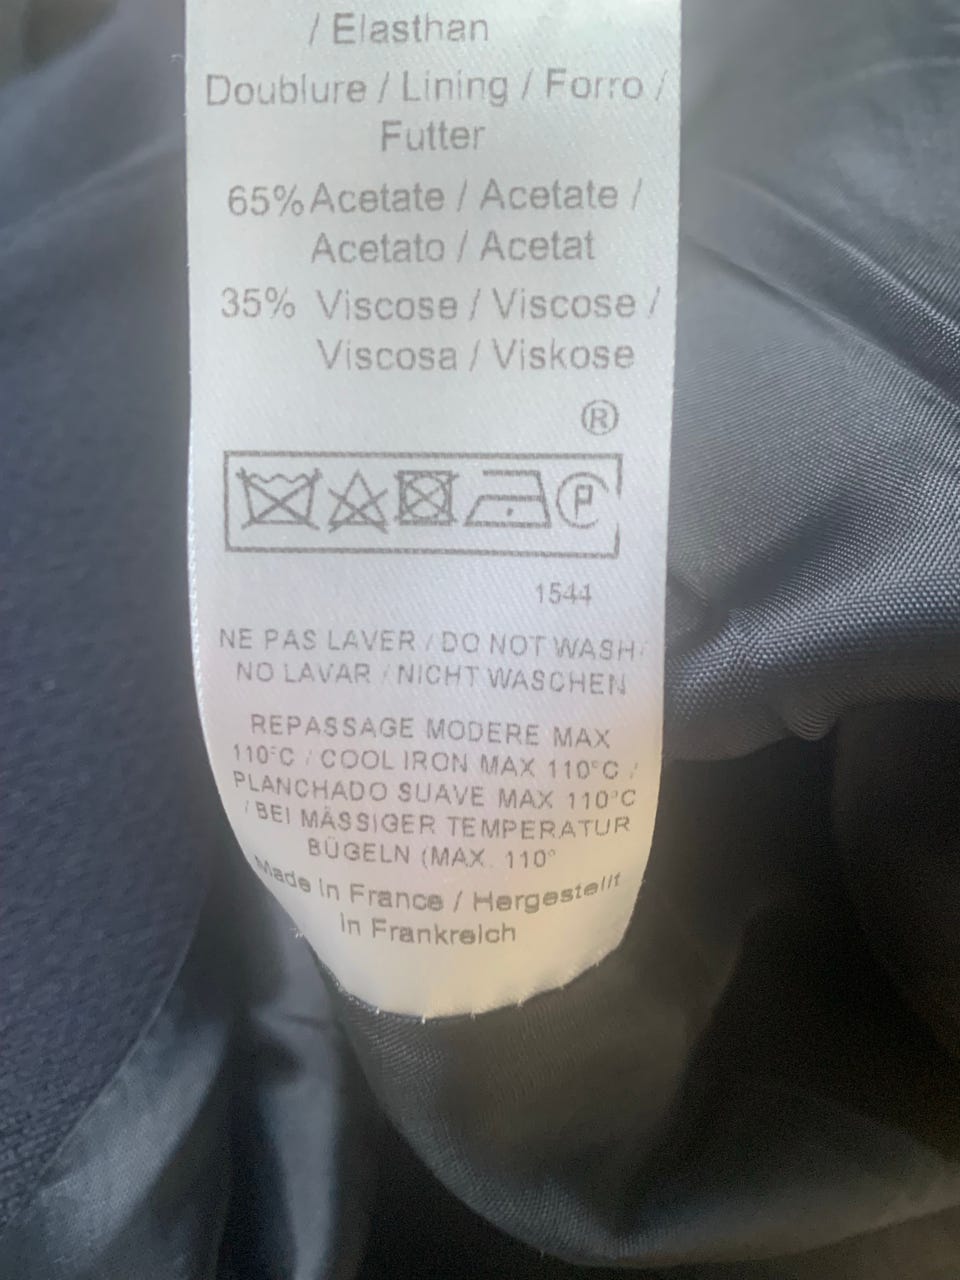 / Elasthan
Doublure / Lining / Forro /
Futter
65% Acetate / Acetate /
Acetato / Acetat
35% Viscose / Viscose /
Viscosa / Viskose
®
P
1544
NE PAS LAVER / DO NOT WASH /
NO LAVAR / NICHT WASCHEN
REPASSAGE MODERE MAX
110°C / COOL IRON MAX 110°C /
PLANCHADO SUAVE MAX 110°C
/ BEI MÄSSIGER TEMPERATUR
BÜGELN (MAX. 110°
Made in France / Hergestellt
in Frankreich